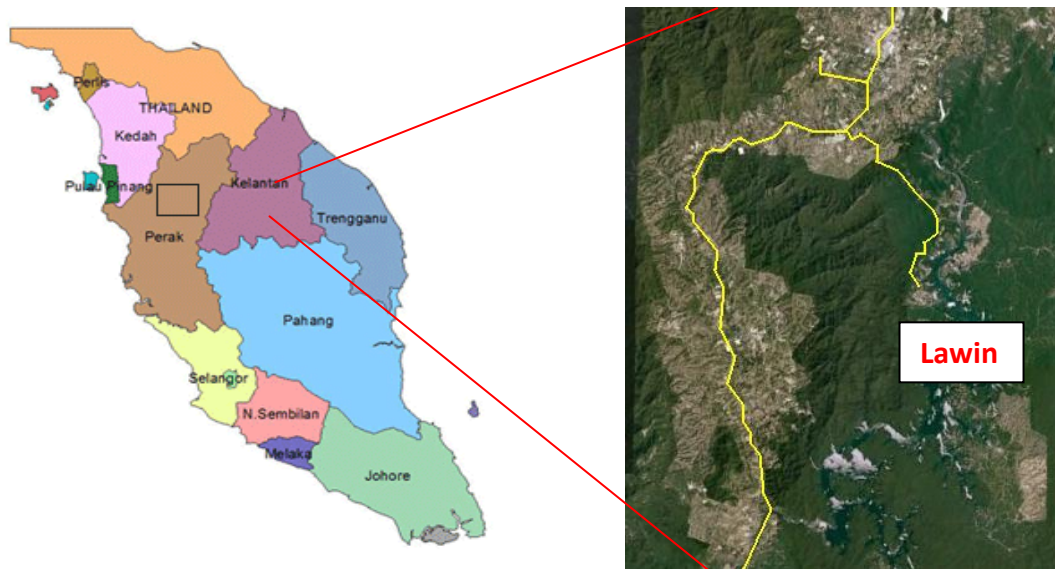 Perlis
THAILAND
Kedah
Pulau Pinang
Kelantan
Trengganu
Perak
Pahang
Selangor
N.Sembilan
Melaka
Johore
Lawin